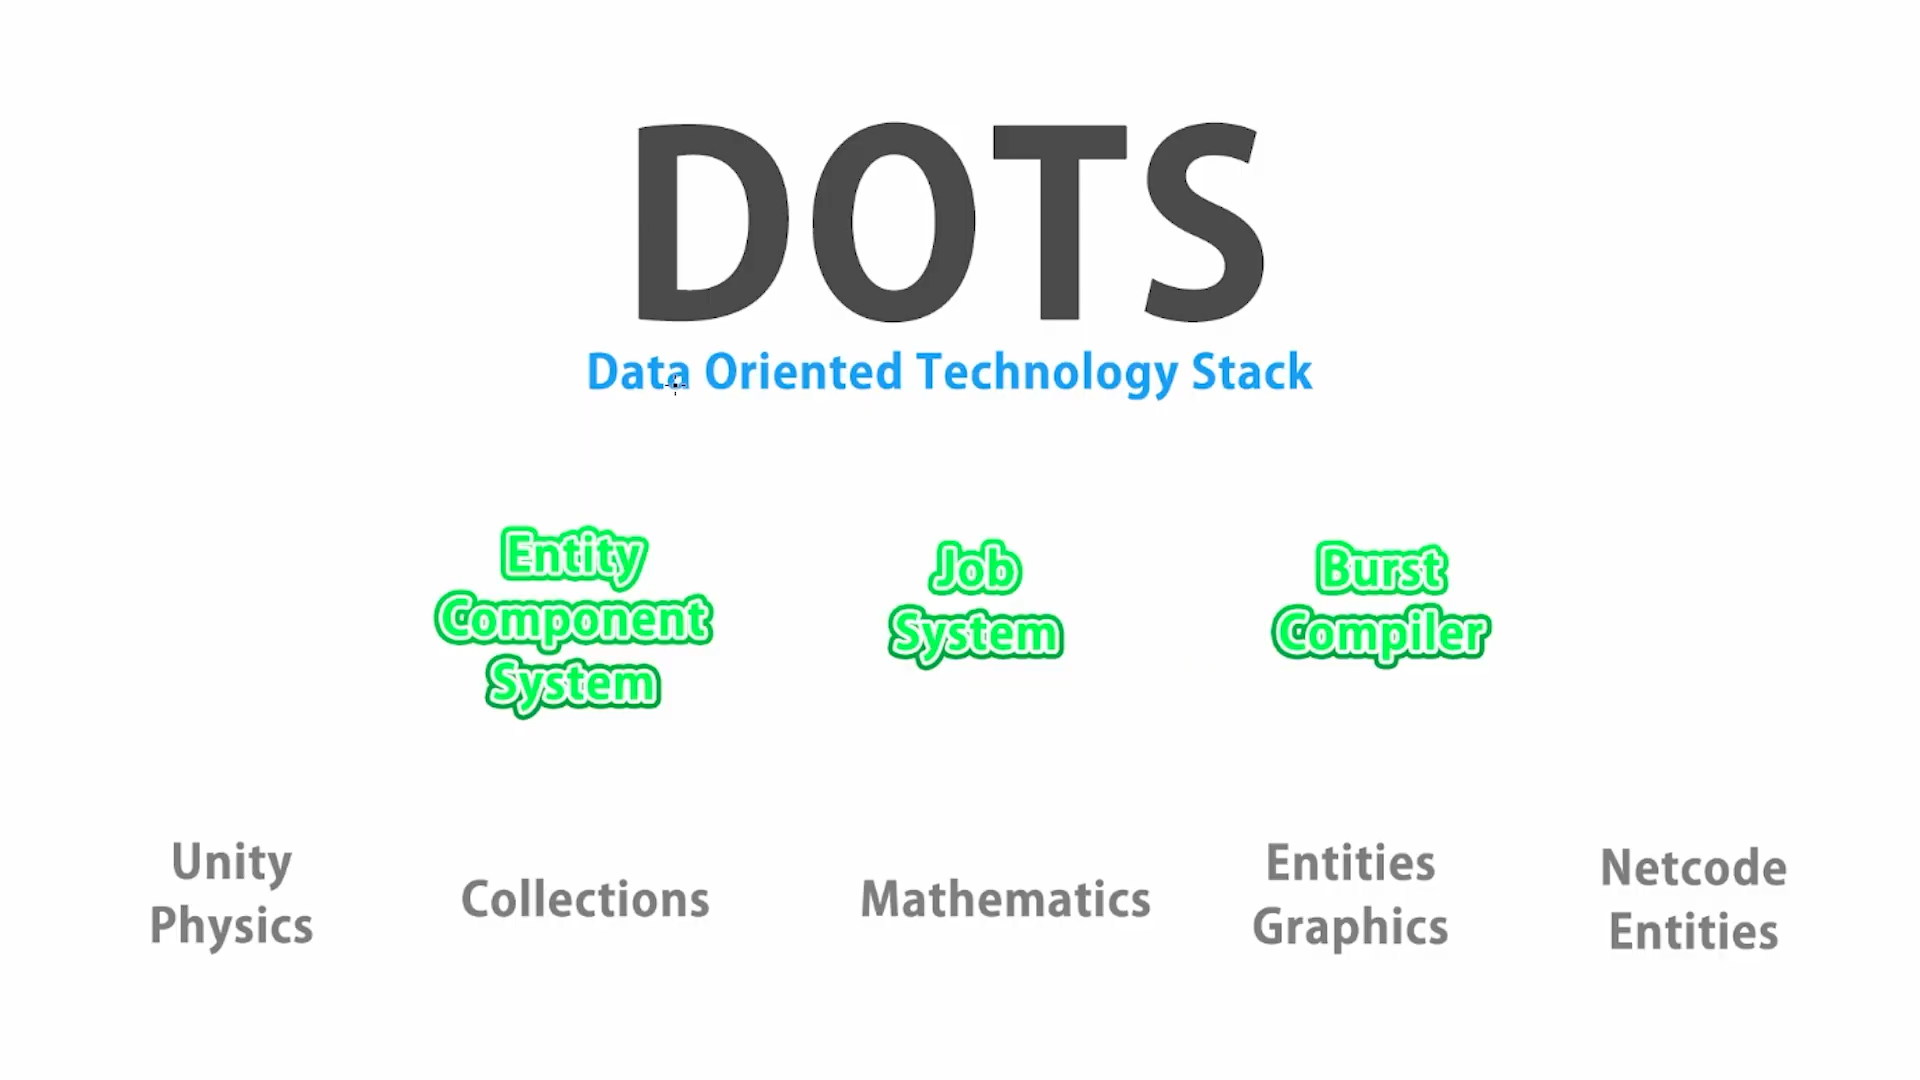 DOTS
Data Oriented Technology Stack
Entity
Component
System
Job
System
Burst
Compiler
Unity
Physics
Collections
Mathematics
Entities
Graphics
Netcode
Entities